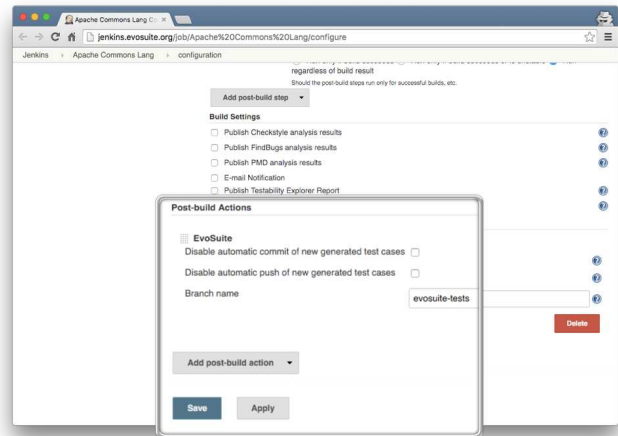 Apache Commons Lang Co
jenkins.evosuite.org/job/Apache%20Commons%20Lang/configure
Jenkins › Apache Commons Lang › configuration
regardless of build result
Should the post-build steps run only for successful builds, etc.
Add post-build step
Build Settings
Publish Checkstyle analysis results
Publish FindBugs analysis results
Publish PMD analysis results
E-mail Notification
Publish Testability Explorer Report
Post-build Actions
EvoSuite
Disable automatic commit of new generated test cases
Disable automatic push of new generated test cases
Branch name
evosuite-tests
Delete
Add post-build action
Save Apply